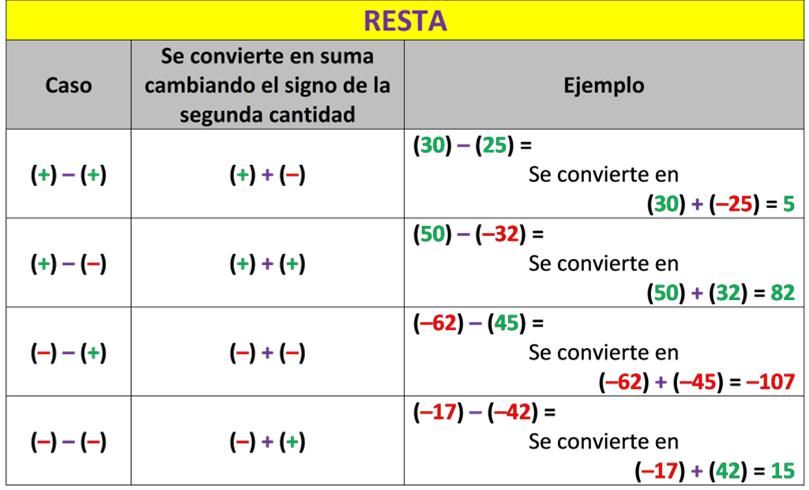 RESTA
Caso
Se convierte en suma
cambiando el signo de la
segunda cantidad
Ejemplo
(+) – (+)
(+) + (–)
(30) – (25) =
Se convierte en
(30) + (–25) = 5
(+) – (–)
(+) + (+)
(50) – (–32) =
Se convierte en
(50) + (32) = 82
(–) – (+)
(–) + (–)
(–62) – (45) =
Se convierte en
(–62) + (–45) = –107
(–) – (–)
(–) + (+)
(–17) – (–42) =
Se convierte en
(–17) + (42) = 15